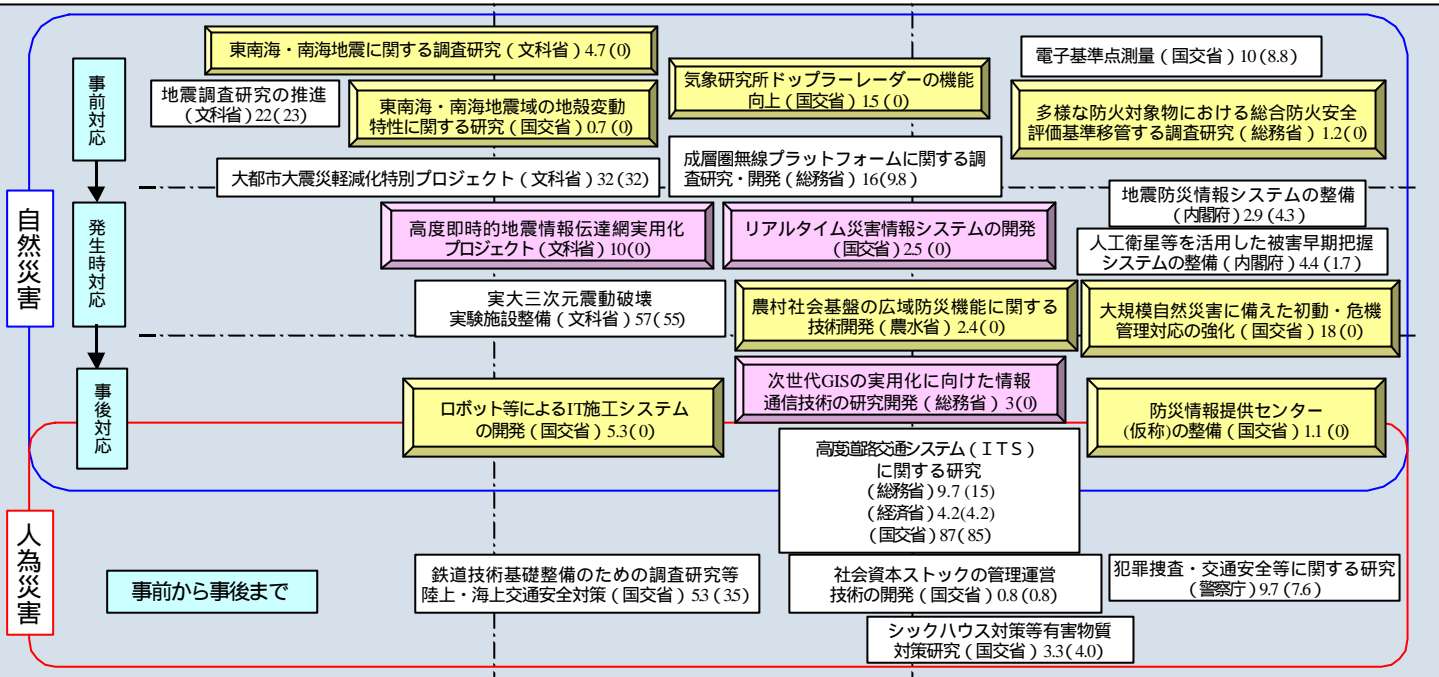 東南海・南海地震に関する調査研究（文科省）4.7(0)
電子基準点測量（国交省）10(8.8)
事前対応
地震調査研究の推進
（文科省）22(23)
東南海・南海地震域の地殻変動
特性に関する研究（国交省）0.7(0)
気象研究所ドップラーレーダーの機能
向上（国交省）15(0)
多様な防火対象物における総合防火安全
評価基準移管する調査研究（総務省）1.2(0)
大都市大震災軽減化特別プロジェクト（文科省）32(32)
成層圏無線プラットフォームに関する調
査研究・開発（総務省）16(9.8)
自然災害
発生時対応
地震防災情報システムの整備
（内閣府）2.9 (4.3)
高度即時的地震情報伝達網実用化
プロジェクト（文科省）10(0)
リアルタイム災害情報システムの開発
（国交省）2.5 (0)
人工衛星等を活用した被害早期把握
システムの整備（内閣府）4.4 (1.7)
実大三次元震動破壊
実験施設整備（文科省）57(55)
農村社会基盤の広域防災機能に関する
技術開発（農水省）2.4(0)
大規模自然災害に備えた初動・危機
管理対応の強化（国交省）18(0)
事後対応
ロボット等によるIT施工システム
の開発（国交省）5.3(0)
次世代GISの実用化に向けた情報
通信技術の研究開発（総務省）3(0)
防災情報提供センター
(仮称)の整備（国交省）1.1 (0)
高度道路交通システム（ＩＴＳ）
に関する研究
（総務省）9.7 (15)
（経済省）4.2(4.2)
（国交省）87(85)
人為災害
事前から事後まで
鉄道技術基礎整備のための調査研究等
陸上・海上交通安全対策（国交省）53(35)
社会資本ストックの管理運営
技術の開発（国交省）0.8 (0.8)
犯罪捜査・交通安全等に関する研究
（警察庁）9.7 (7.6)
シックハウス対策等有害物質
対策研究（国交省）3.3(4.0)